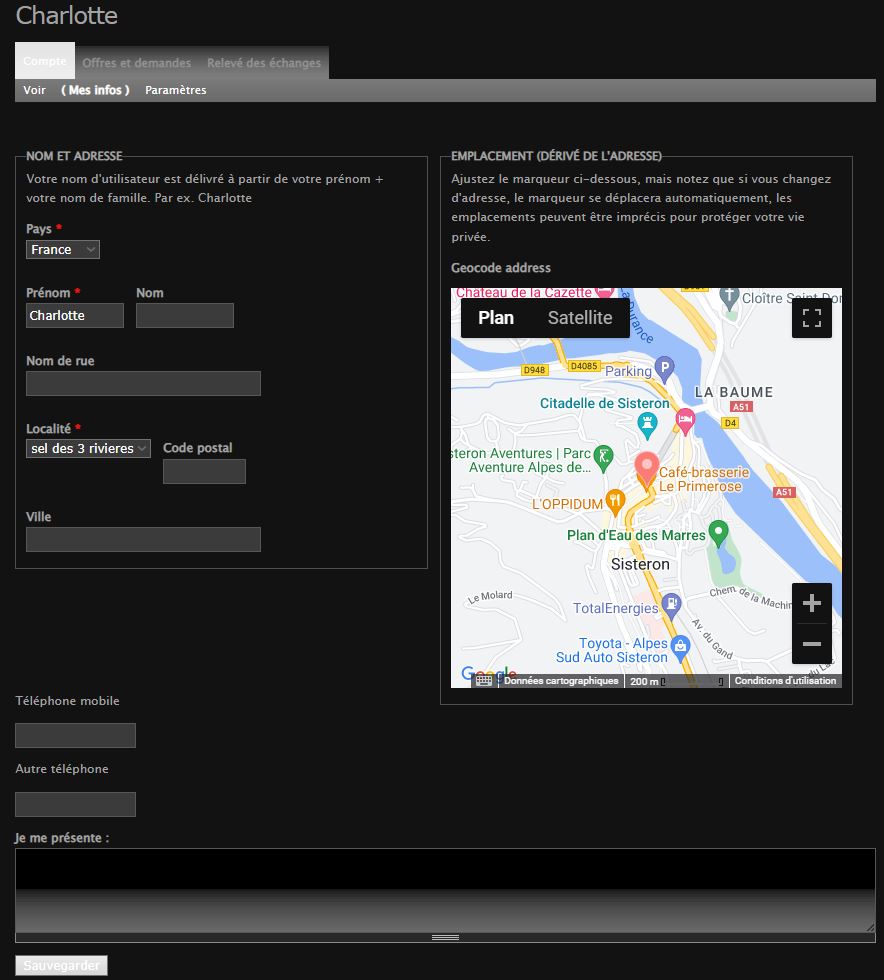 Charlotte
Compte Offres et demandes Relevé des échanges
Voir ( Mes infos ) Paramètres
NOM ET ADRESSE
Votre nom d'utilisateur est délivré à partir de votre prénom +
votre nom de famille. Par ex. Charlotte
Pays *
France
Prénom * Nom
Charlotte
Nom de rue
Localité *
sel des 3 rivieres
Code postal
Ville
EMPLACEMENT (DÉRIVÉ DE L'ADRESSE)
Ajustez le marqueur ci-dessous, mais notez que si vous changez
d'adresse, le marqueur se déplacera automatiquement, les
emplacements peuvent être imprécis pour protéger votre vie
privée.
Geocode address
Château de la Cazette
Cloître Saint-Dom
La Durance
Plan Satellite
D948
D4085
Parking
P
LA BAUME
A51
D4
Citadelle de Sisteron
steron Aventures | Parc
Aventure Alpes de...
Café-brasserie
Le Primerose
A51
L'OPPIDUM
Plan d'Eau des Marres
Sisteron
Le Molard
Chem. de la Machin
TotalEnergies
Av. du Gand
Toyota - Alpes
Sud Auto Sisteron
+
−
Google
Données cartographiques 200 m Conditions d'utilisation
Téléphone mobile
Autre téléphone
Je me présente :
Sauvegarder